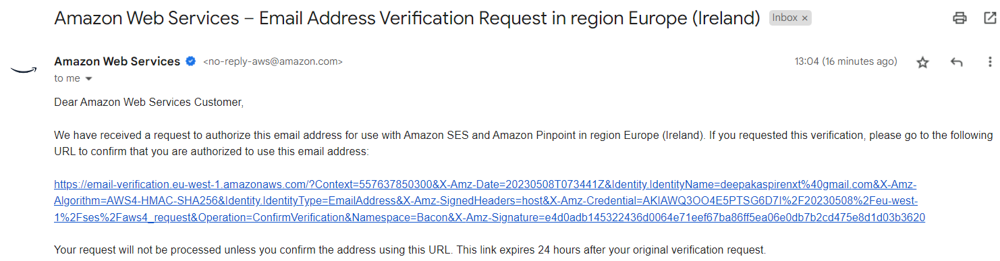 Amazon Web Services – Email Address Verification Request in region Europe (Ireland) Inbox ×
Amazon Web Services <no-reply-aws@amazon.com> 13:04 (16 minutes ago)
to me
Dear Amazon Web Services Customer,
We have received a request to authorize this email address for use with Amazon SES and Amazon Pinpoint in region Europe (Ireland). If you requested this verification, please go to the following
URL to confirm that you are authorized to use this email address:
https://email-verification.eu-west-1.amazonaws.com/?Context=557637850300&X-Amz-Date=20230508T073441Z&Identity.IdentityName=deepakaspirenxt%40gmail.com&X-Amz-
Algorithm=AWS4-HMAC-SHA256&Identity.IdentityType=EmailAddress&X-Amz-SignedHeaders=host&X-Amz-Credential=AKIAWQ3OO4E5PTSG6D7I%2F20230508%2Feu-west-
1%2Fses%2Faws4_request&Operation=ConfirmVerification&Namespace=Bacon&X-Amz-Signature=e4d0adb145322436d0064e71eef67ba86ff5ea06e0db7b2cd475e8d1d03b3620
Your request will not be processed unless you confirm the address using this URL. This link expires 24 hours after your original verification request.